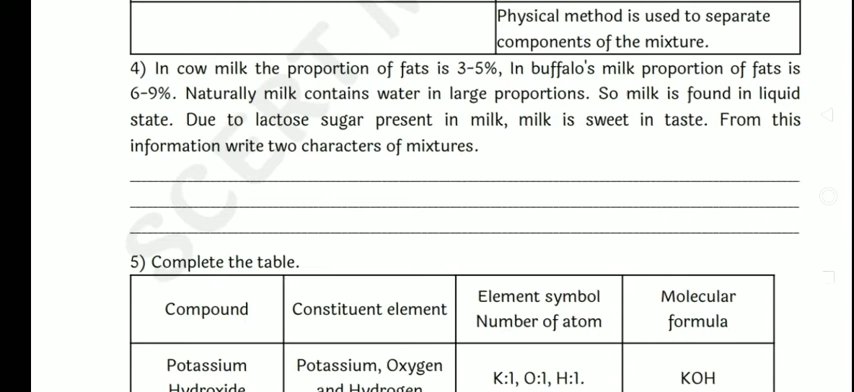 Physical method is used to separate
components of the mixture.
4) In cow milk the proportion of fats is 3-5%, In buffalo's milk proportion of fats is
6-9%. Naturally milk contains water in large proportions. So milk is found in liquid
state. Due to lactose sugar present in milk, milk is sweet in taste. From this
information write two characters of mixtures.
SCERT M
5) Complete the table.
Compound
Constituent element
Element symbol
Number of atom
Molecular
formula
Potassium
Hydroxide
Potassium, Oxygen
and Hydrogen
K:1, O:1, H:1.
KOH